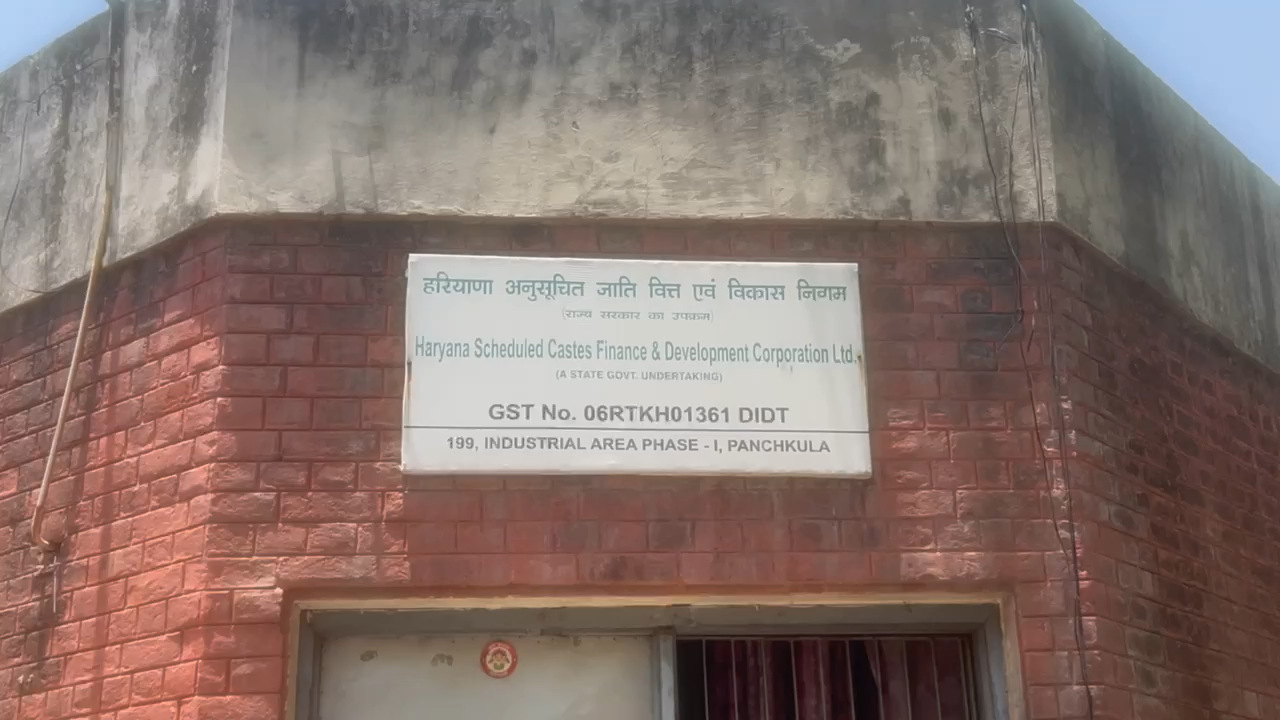 हरियाणा अनुसूचित जाति वित्त एवं विकास निगम
(राज्य सरकार का उपक्रम)
Haryana Scheduled Castes Finance & Development Corporation Ltd.
(A STATE GOVT. UNDERTAKING)
GST No. 06RTKH01361 DIDT
199, INDUSTRIAL AREA PHASE - I, PANCHKULA